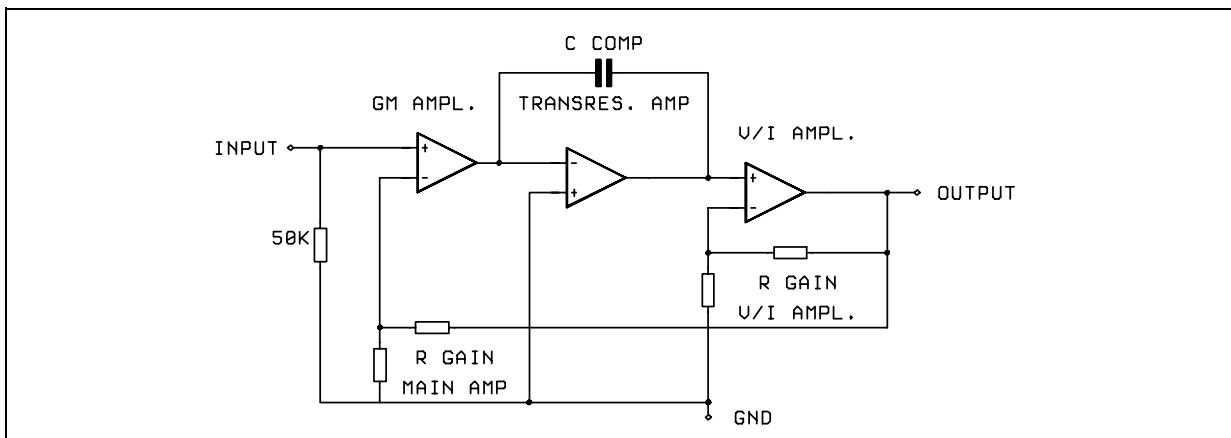 C COMP
GM AMPL.
TRANSRES. AMP
V/I AMPL.
INPUT
+
-
-
+
+
-
OUTPUT
50K
R GAIN
V/I AMPL.
R GAIN
MAIN AMP
GND